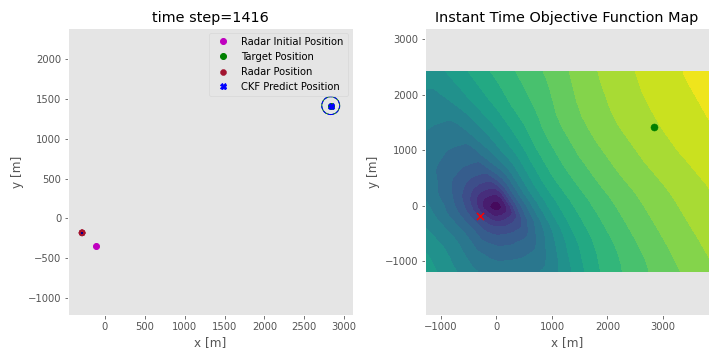 time step=1416
Radar Initial Position
Target Position
Radar Position
CKF Predict Position
y [m]
2000
1500
1000
500
0
−500
−1000
0 500 1000 1500 2000 2500 3000
x [m]
Instant Time Objective Function Map
y [m]
3000
2000
1000
0
−1000
−1000 0 1000 2000 3000
x [m]